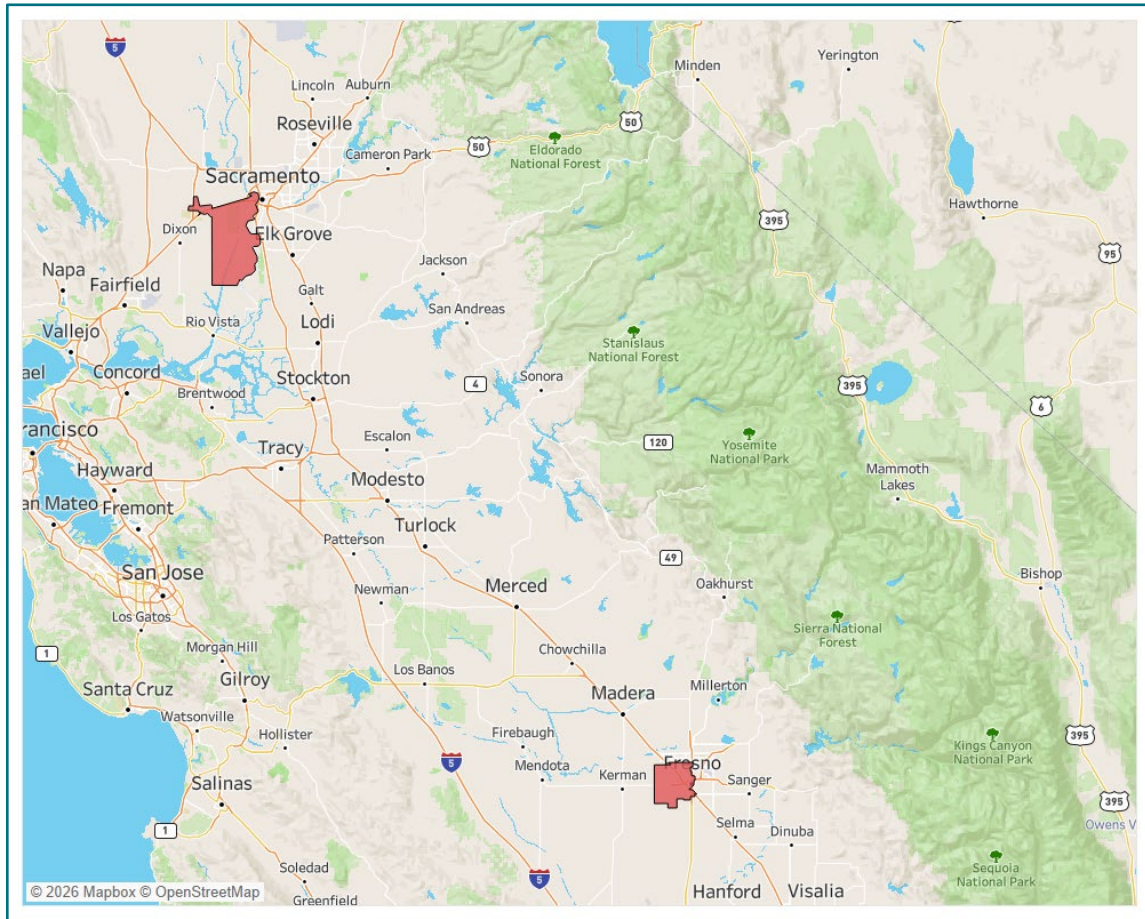 5
Yerington
Minden
Lincoln
Auburn
Roseville
50
Eldorado
National Forest
50
Cameron Park
Sacramento
395
Hawthorne
Dixon
Elk Grove
95
Napa
Jackson
Fairfield
Galt
San Andreas
Rio Vista
Lodi
Vallejo
Stanislaus
National Forest
ael
Concord
Stockton
4
Sonora
395
Brentwood
6
rancisco
Escalon
120
Yosemite
National Park
Tracy
Hayward
Mammoth
Lakes
Modesto
an Mateo
Fremont
Turlock
Patterson
49
San Jose
Merced
Oakhurst
Bishop
Newman
Los Gatos
Sierra National
Forest
1
Morgan Hill
Chowchilla
Los Banos
Santa Cruz
Gilroy
Madera
Millerton
Watsonville
Hollister
Firebaugh
Kings Canyon
National Park
395
5
Fresno
Mendota
Kerman
Sanger
Salinas
395
1
Selma
Dinuba
Owens V
Soledad
5
Sequoia
National Park
© 2026 Mapbox © OpenStreetMap
Greenfield
Hanford
Visalia